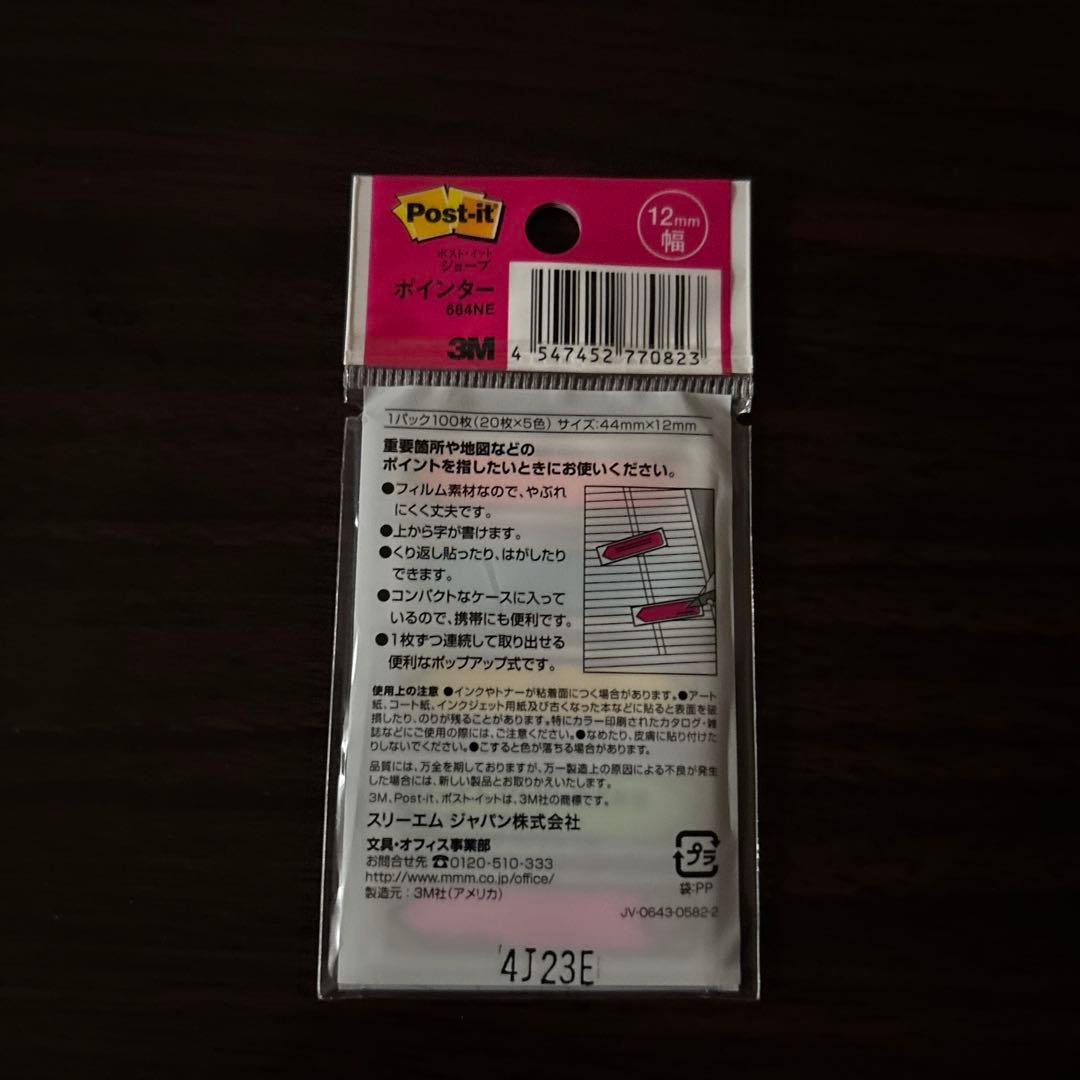 Post-it
12mm
幅
ポスト・イット
ジョーブ
ポインター
684NE
3M
4 547452 770823
1パック100枚(20枚×5色) サイズ:44mm×12mm
重要箇所や地図などの
ポイントを指したいときにお使いください。
●フィルム素材なので、やぶれ
にくく丈夫です。
●上から字が書けます。
●くり返し貼ったり、はがしたり
できます。
●コンパクトなケースに入って
いるので、携帯にも便利です。
●1枚ずつ連続して取り出せる
便利なポップアップ式です。
使用上の注意 ●インクやトナーが粘着面につく場合があります。●アート
紙、コート紙、インクジェット用紙及び古くなった本などに貼ると表面を破
損したり、のりが残ることがあります。特にカラー印刷されたカタログ・雑
誌などにご使用の際には、ご注意ください。●なめたり、皮膚に貼り付けた
りしないでください。●こすると色が落ちる場合があります。
品質には、万全を期しておりますが、万一製造上の原因による不良が発生
した場合には、新しい製品とお取りかえいたします。
3M、Post-it、ポスト・イットは、3M社の商標です。
スリーエム ジャパン株式会社
文具・オフィス事業部
お問合せ先 ☎0120-510-333
http://www.mmm.co.jp/office/
製造元:3M社(アメリカ)
プラ
袋:PP
JV-0643-0582-2
4J23E